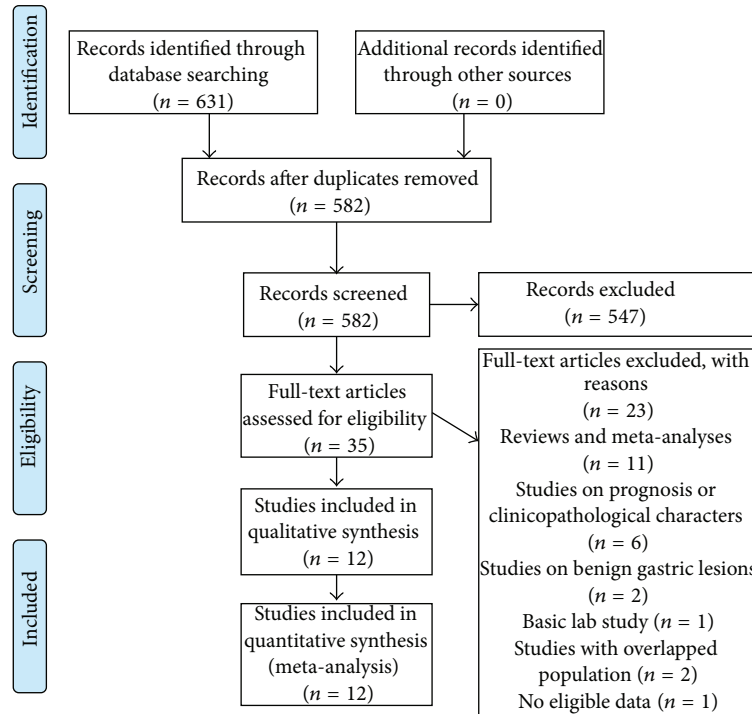 Identification
Records identified through
database searching
(n = 631)
Additional records identified
through other sources
(n = 0)
Records after duplicates removed
(n = 582)
Screening
Records screened
(n = 582)
Records excluded
(n = 547)
Eligibility
Full-text articles
assessed for eligibility
(n = 35)
Full-text articles excluded, with
reasons
(n = 23)
Reviews and meta-analyses
(n = 11)
Studies on prognosis or
clinicopathological characters
(n = 6)
Studies on benign gastric lesions
(n = 2)
Basic lab study (n = 1)
Studies with overlapped
population (n = 2)
No eligible data (n = 1)
Studies included in
qualitative synthesis
(n = 12)
Included
Studies included in
quantitative synthesis
(meta-analysis)
(n = 12)